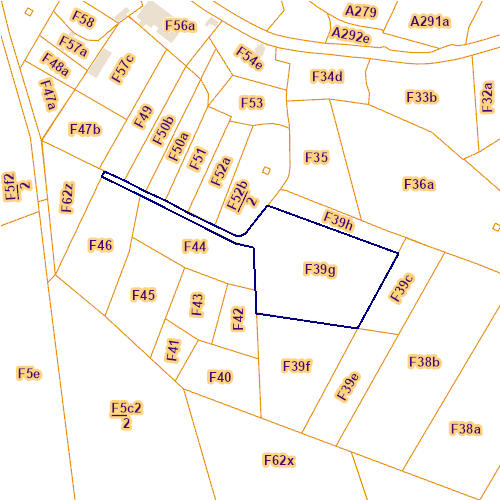 A279
A291a
F58
F56a
A292e
F57a
F54e
F48a
F57c
F34d
F47a
F53
F33b
F32a
F49
F50b
F47b
F50a
F51
F35
F52a
F36a
F5f2
2
F62z
F52b
2
F39h
F46
F44
F39g
F39c
F45
F43
F42
F41
F39f
F38b
F5e
F40
F39e
F5c2
2
F38a
F62x